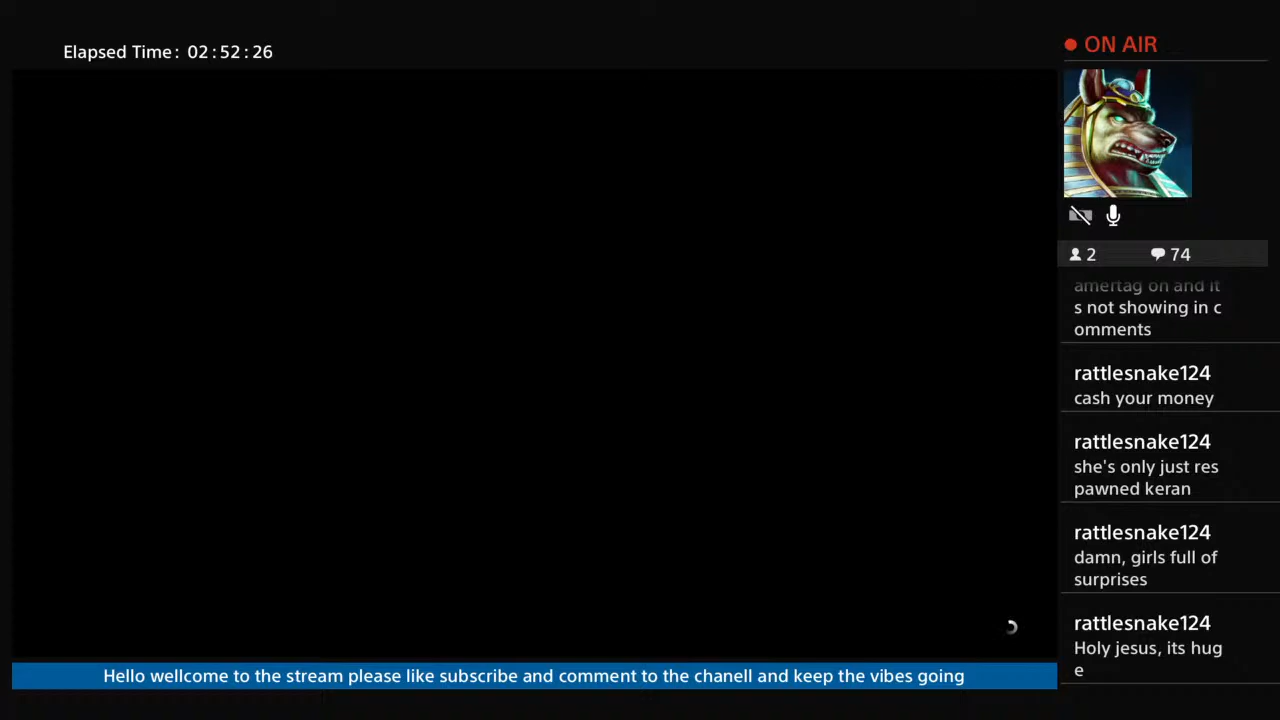 Elapsed Time: 02:52:26
ON AIR
2
74
amertag on and it
s not showing in c
omments
rattlesnake124
cash your money
rattlesnake124
she's only just res
pawned keran
rattlesnake124
damn, girls full of
surprises
rattlesnake124
Holy jesus, its hug
e
Hello wellcome to the stream please like subscribe and comment to the chanell and keep the vibes going